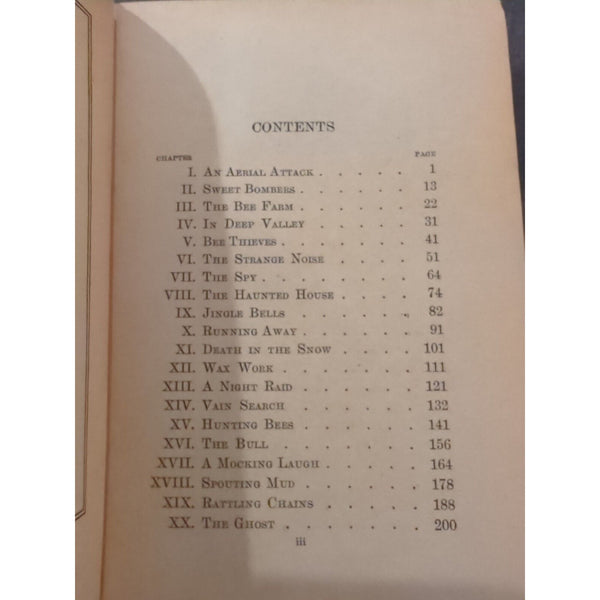 CONTENTS
CHAPTER PAGE
I. AN AERIAL ATTACK . . . . . 1
II. SWEET BOMBERS . . . . . . 13
III. THE BEE FARM . . . . . . 22
IV. IN DEEP VALLEY . . . . . 31
V. BEE THIEVES . . . . . . 41
VI. THE STRANGE NOISE . . . . 51
VII. THE SPY . . . . . . . 64
VIII. THE HAUNTED HOUSE . . . . 74
IX. JINGLE BELLS . . . . . . 82
X. RUNNING AWAY . . . . . . 91
XI. DEATH IN THE SNOW . . . . 101
XII. WAX WORK . . . . . . . 111
XIII. A NIGHT RAID . . . . . . 121
XIV. VAIN SEARCH . . . . . . 132
XV. HUNTING BEES . . . . . . 141
XVI. THE BULL . . . . . . 156
XVII. A MOCKING LAUGH . . . . . 164
XVIII. SPOUTING MUD . . . . . . 178
XIX. RATTLING CHAINS . . . . . 188
XX. THE GHOST . . . . . . . 200
iii